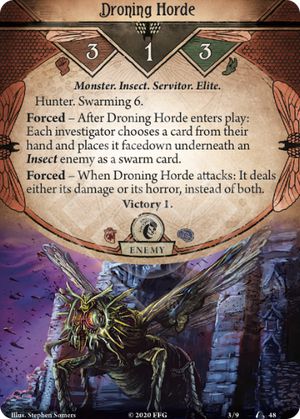 Droning Horde
3 1 3
Monster. Insect. Servitor. Elite.
Hunter. Swarming 6.
Forced – After Droning Horde enters play:
Each investigator chooses a card from their
hand and places it facedown underneath an
Insect enemy as a swarm card.
Forced – When Droning Horde attacks: It deals
either its damage or its horror, instead of both.
Victory 1.
ENEMY
Illus. Stephen Somers
© 2020 FFG
3/9
48